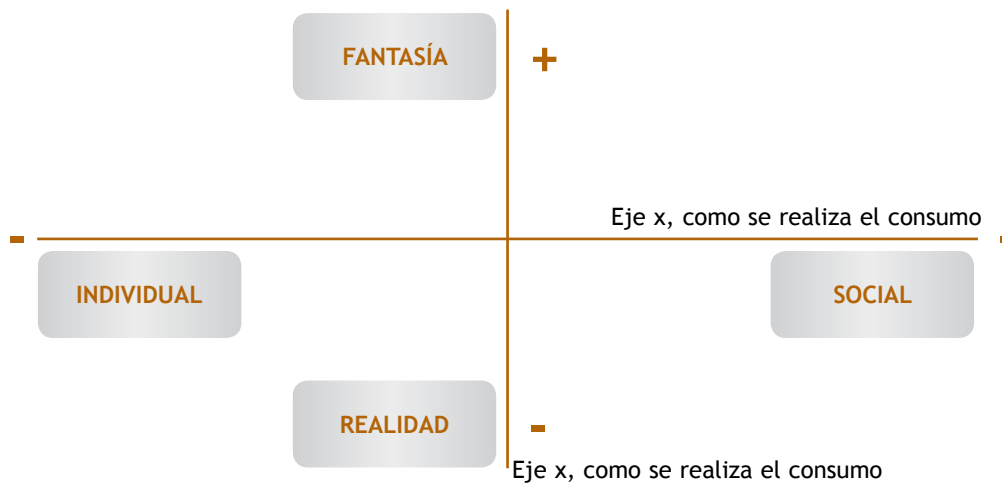 FANTASÍA
+
Eje x, como se realiza el consumo
-
INDIVIDUAL
SOCIAL
REALIDAD
-
Eje x, como se realiza el consumo